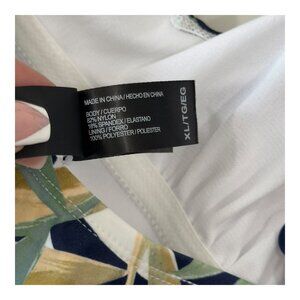 MADE IN CHINA / HECHO EN CHINA
BODY / CUERPO
82% NYLON
18% SPANDEX / ELASTANO
LINING / FORRO
100% POLYESTER / POLIESTER
XL/TG/EG